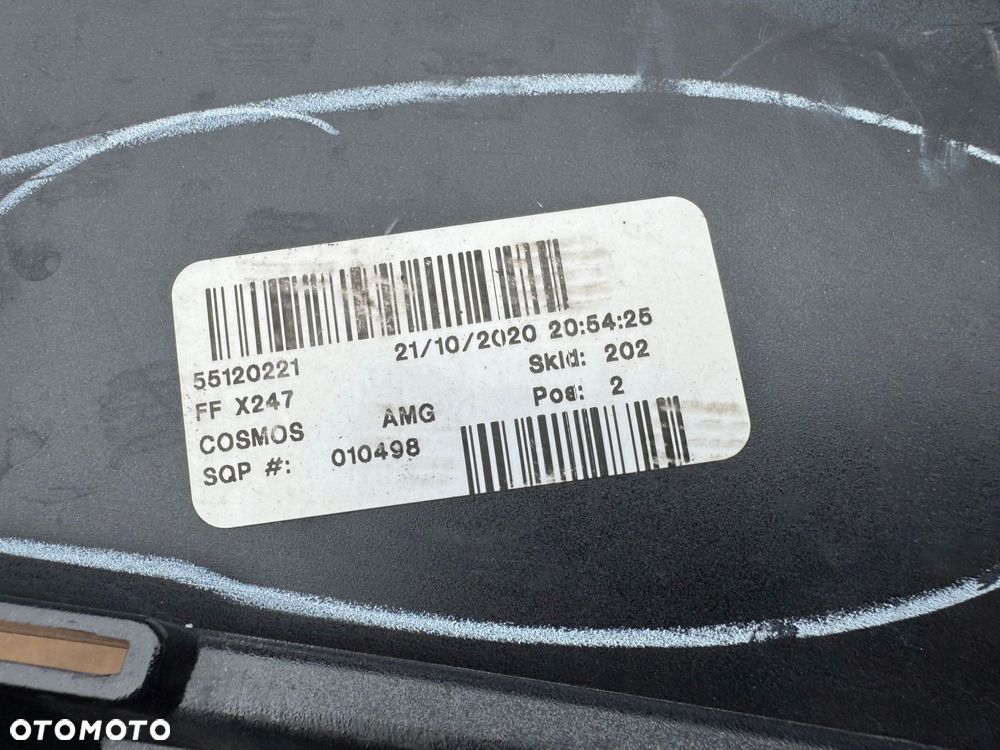 21/10/2020 20:54:25
55120221
Skid: 202
FF X247
Pos: 2
COSMOS AMG
SQP #: 010498
OTOMOTO